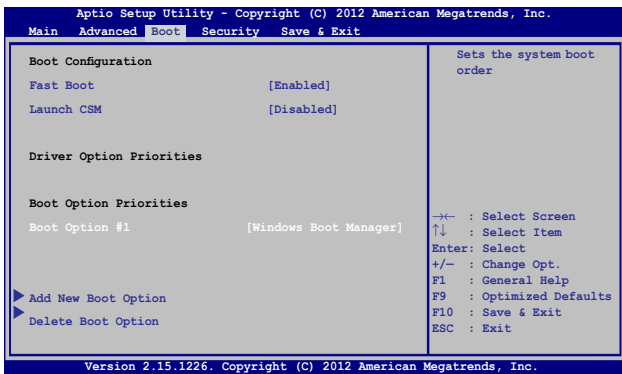 Aptio Setup Utility - Copyright (C) 2012 American Megatrends, Inc.
Main Advanced Boot Security Save & Exit
Boot Configuration
Fast Boot [Enabled]
Launch CSM [Disabled]
Driver Option Priorities
Boot Option Priorities
Boot Option #1 [Windows Boot Manager]
Add New Boot Option
Delete Boot Option
Sets the system boot
order
→← : Select Screen
↑↓ : Select Item
Enter: Select
+/— : Change Opt.
F1 : General Help
F9 : Optimized Defaults
F10 : Save & Exit
ESC : Exit
Version 2.15.1226. Copyright (C) 2012 American Megatrends, Inc.